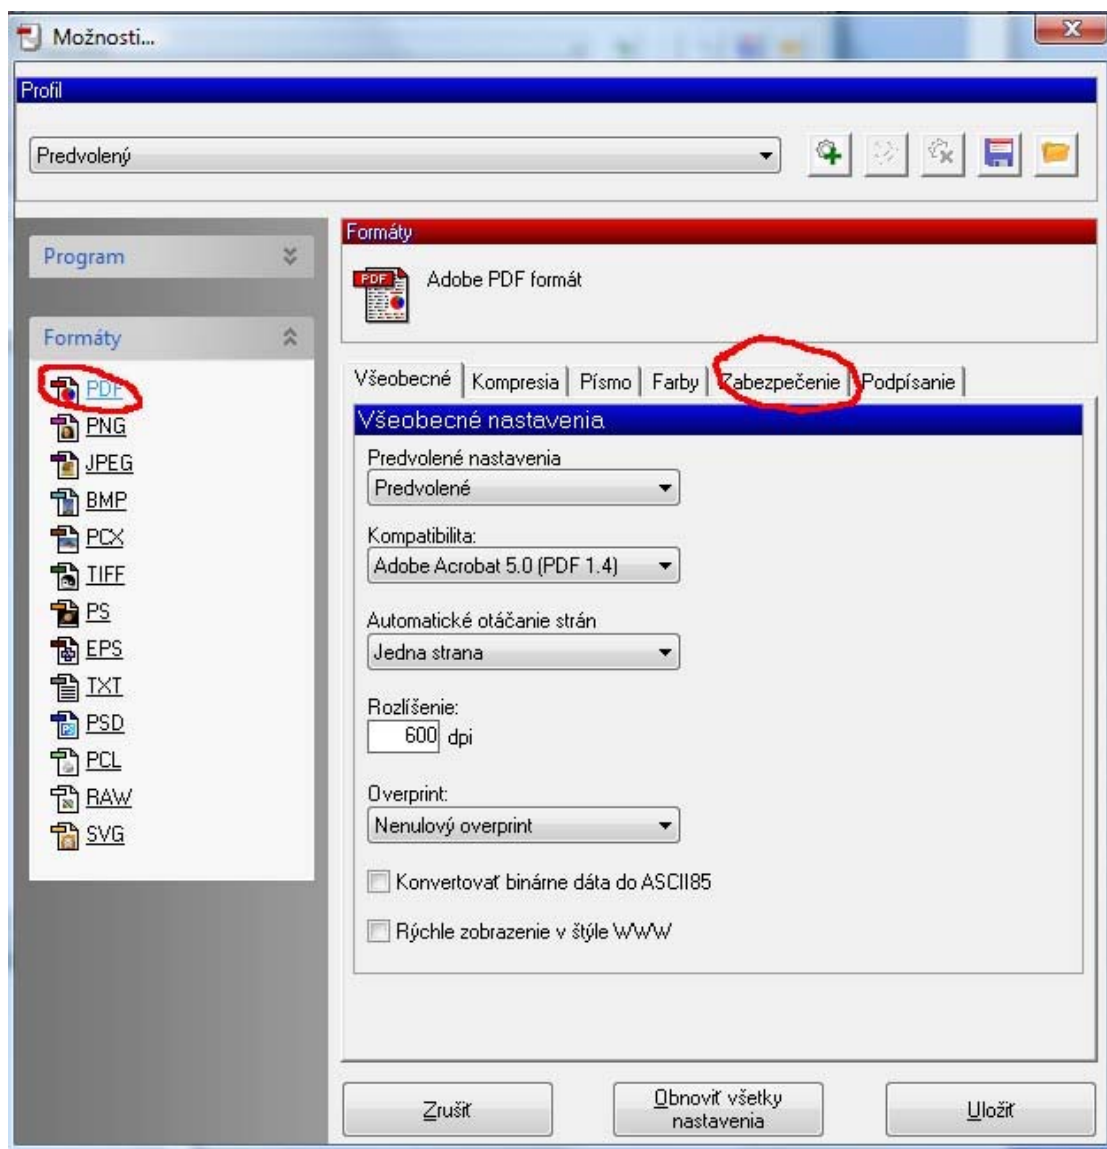 Možnosti...
Profil
Predvolený
Program
Formáty
PDF
PNG
JPEG
BMP
PCX
TIFF
PS
EPS
TXT
PSD
PCL
RAW
SVG
Formáty
PDF
Adobe PDF formát
Všeobecné Kompresia Písmo Farby Zabezpečenie Podpísanie
Všeobecné nastavenia
Predvolené nastavenia
Predvolené
Kompatibilita:
Adobe Acrobat 5.0 (PDF 1.4)
Automatické otáčanie strán
Jedna strana
Rozlíšenie:
600 dpi
Overprint:
Nenulový overprint
Konvertovať binárne dáta do ASCII85
Rýchle zobrazenie v štýle WWW
Zrušiť
Obnoviť všetky
nastavenia
Uložiť